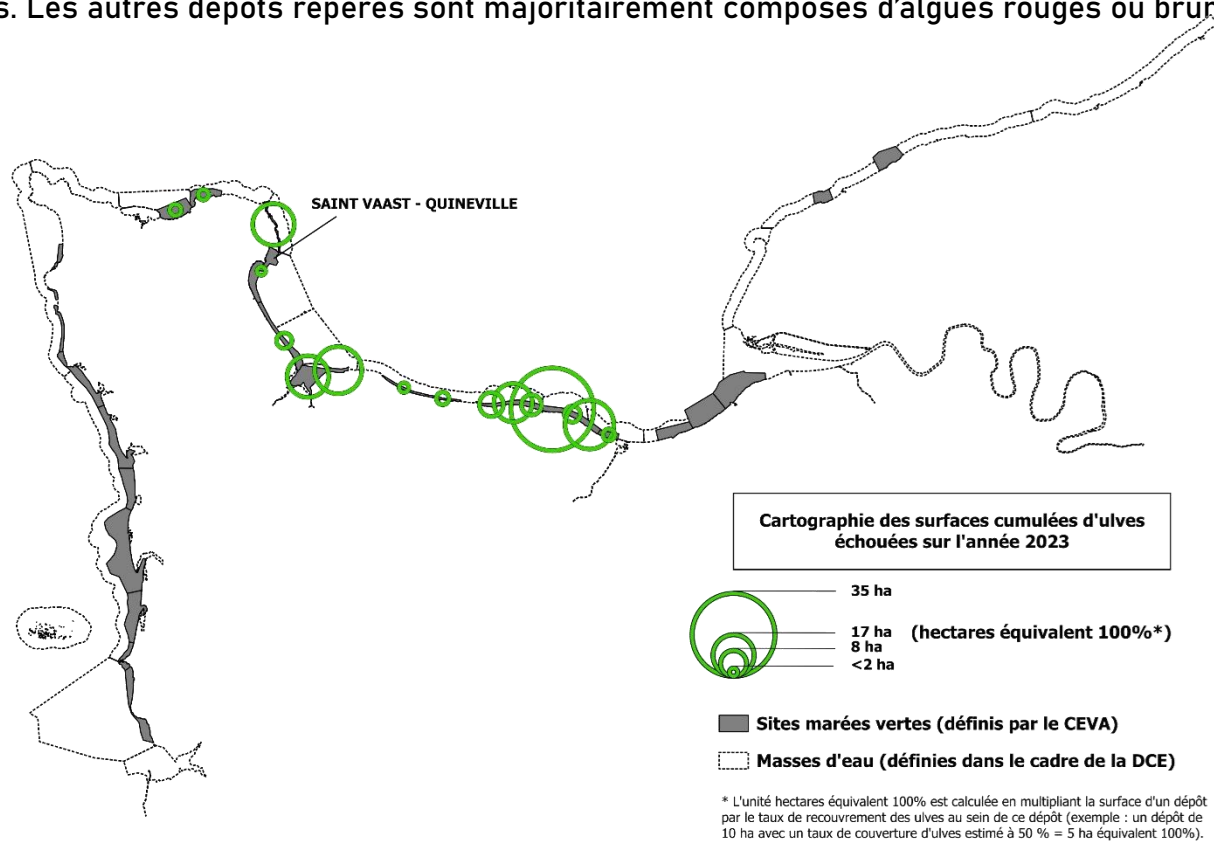 s. Les autres dépôts repérés sont majoritairement composés d'algues rouges ou brun
SAINT VAAST - QUINEVILLE
Cartographie des surfaces cumulées d'ulves
échouées sur l'année 2023
35 ha
17 ha (hectares équivalent 100%*)
8 ha
<2 ha
Sites marées vertes (définis par le CEVA)
Masses d'eau (définies dans le cadre de la DCE)
* L'unité hectares équivalent 100% est calculée en multipliant la surface d'un dépôt
par le taux de recouvrement des ulves au sein de ce dépôt (exemple : un dépôt de
10 ha avec un taux de couverture d'ulves estimé à 50 % = 5 ha équivalent 100%).